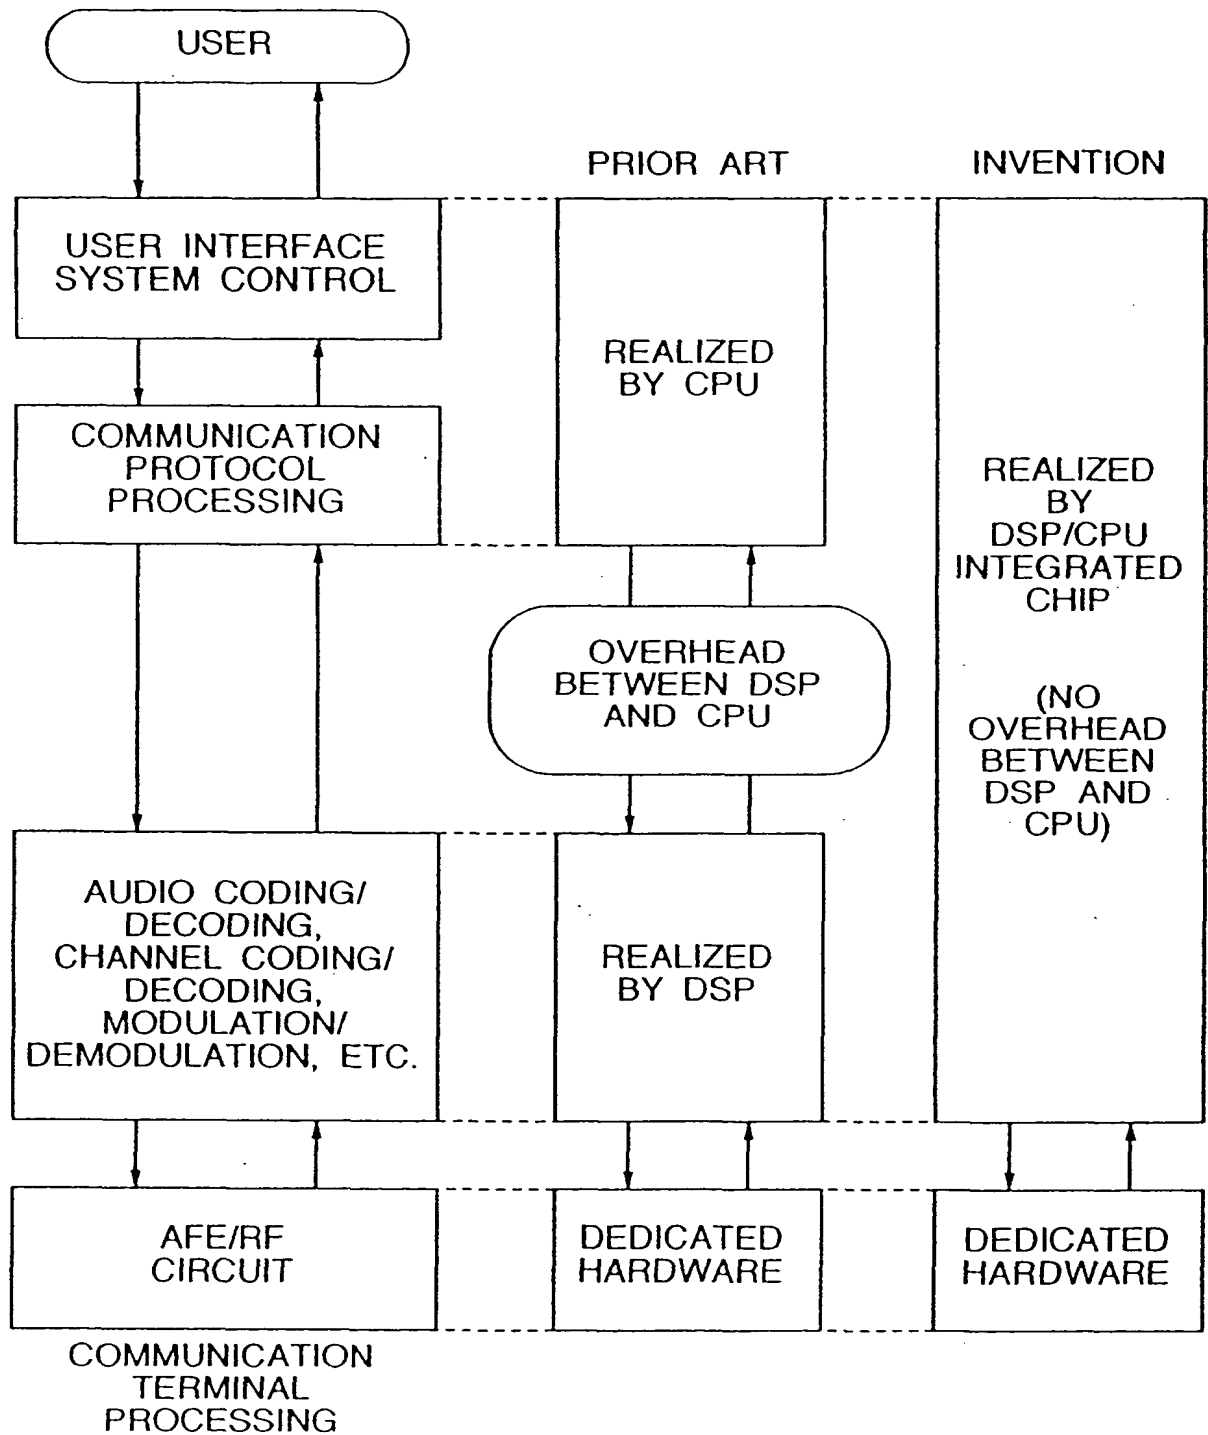 USER
PRIOR ART
INVENTION
USER INTERFACE
SYSTEM CONTROL
COMMUNICATION
PROTOCOL
PROCESSING
AUDIO CODING/
DECODING,
CHANNEL CODING/
DECODING,
MODULATION/
DEMODULATION, ETC.
AFE/RF
CIRCUIT
COMMUNICATION
TERMINAL
PROCESSING
REALIZED
BY CPU
OVERHEAD
BETWEEN DSP
AND CPU
REALIZED
BY DSP
DEDICATED
HARDWARE
REALIZED
BY
DSP/CPU
INTEGRATED
CHIP
(NO
OVERHEAD
BETWEEN
DSP AND
CPU)
DEDICATED
HARDWARE